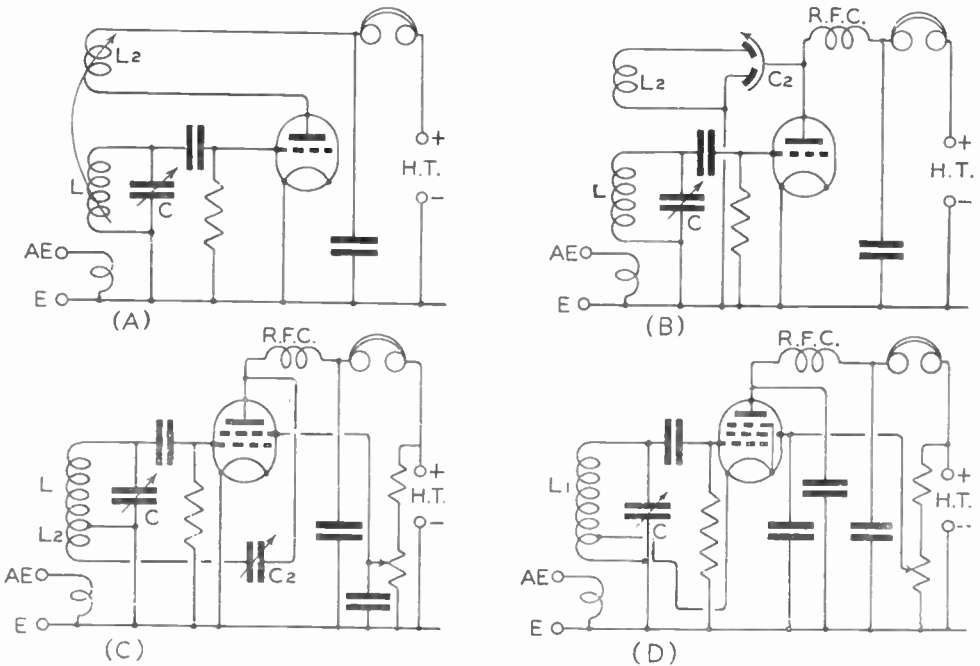 L2
L
C
AE
E
+
H.T.
-
(A)
R.F.C.
L2
C2
L
C
AE
E
+
H.T.
-
(B)
R.F.C.
L
C
L2
C2
AE
E
+
H.T.
-
(C)
R.F.C.
L1
C
AE
E
+
H.T.
--
(D)